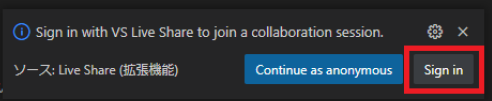 Sign in with VS Live Share to join a collaboration session.
ソース: Live Share (拡張機能)
Continue as anonymous
Sign in